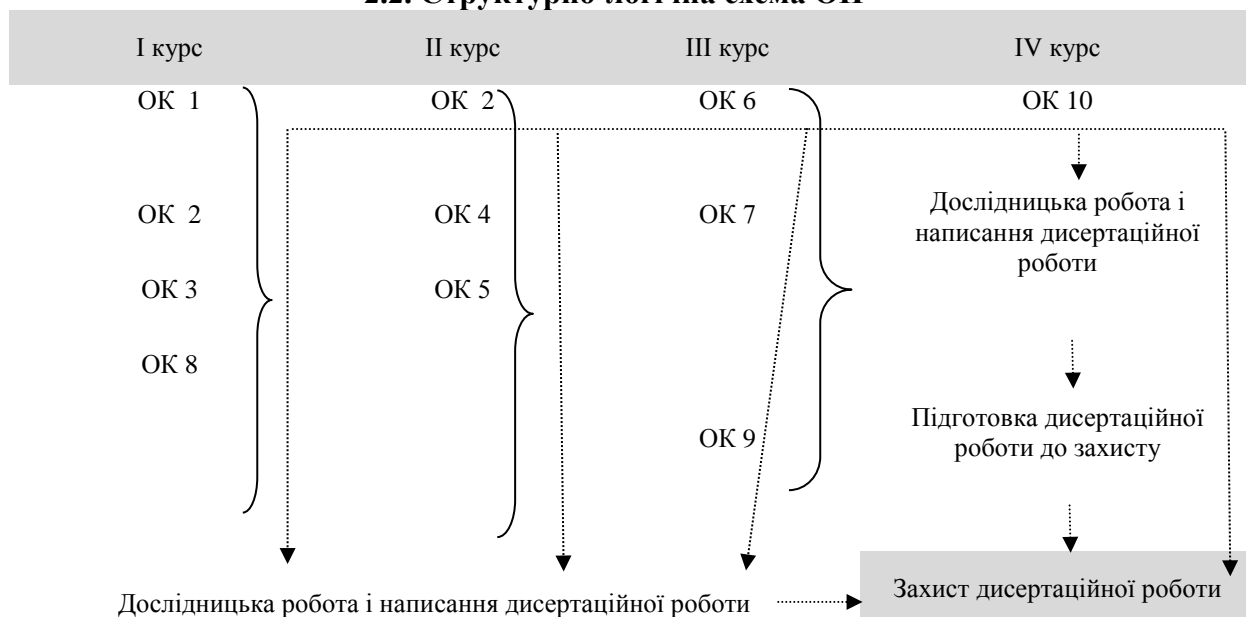 I курс II курс III курс IV курс
ОК 1 ОК 2 ОК 6 ОК 10
ОК 2 ОК 4 ОК 7
Дослідницька робота і
написання дисертаційної
роботи
ОК 3 ОК 5
ОК 8
ОК 9
Підготовка дисертаційної
роботи до захисту
Дослідницька робота і написання дисертаційної роботи
Захист дисертаційної роботи